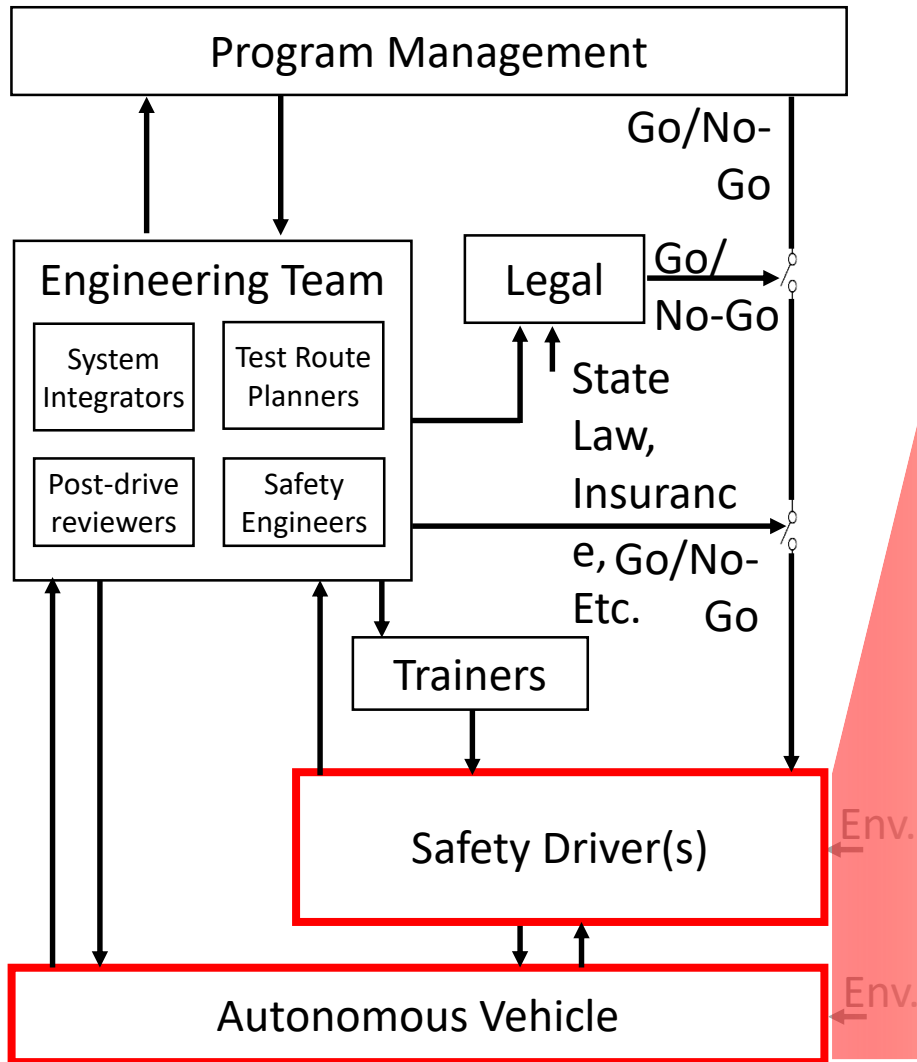 Program Management
Go/No-
Go
Engineering Team
System
Integrators
Test Route
Planners
Post-drive
reviewers
Safety
Engineers
Legal
Go/
No-Go
State
Law,
Insuranc
e,
Etc.
Go/No-
Go
Trainers
Safety Driver(s)
Env.
Autonomous Vehicle
Env.